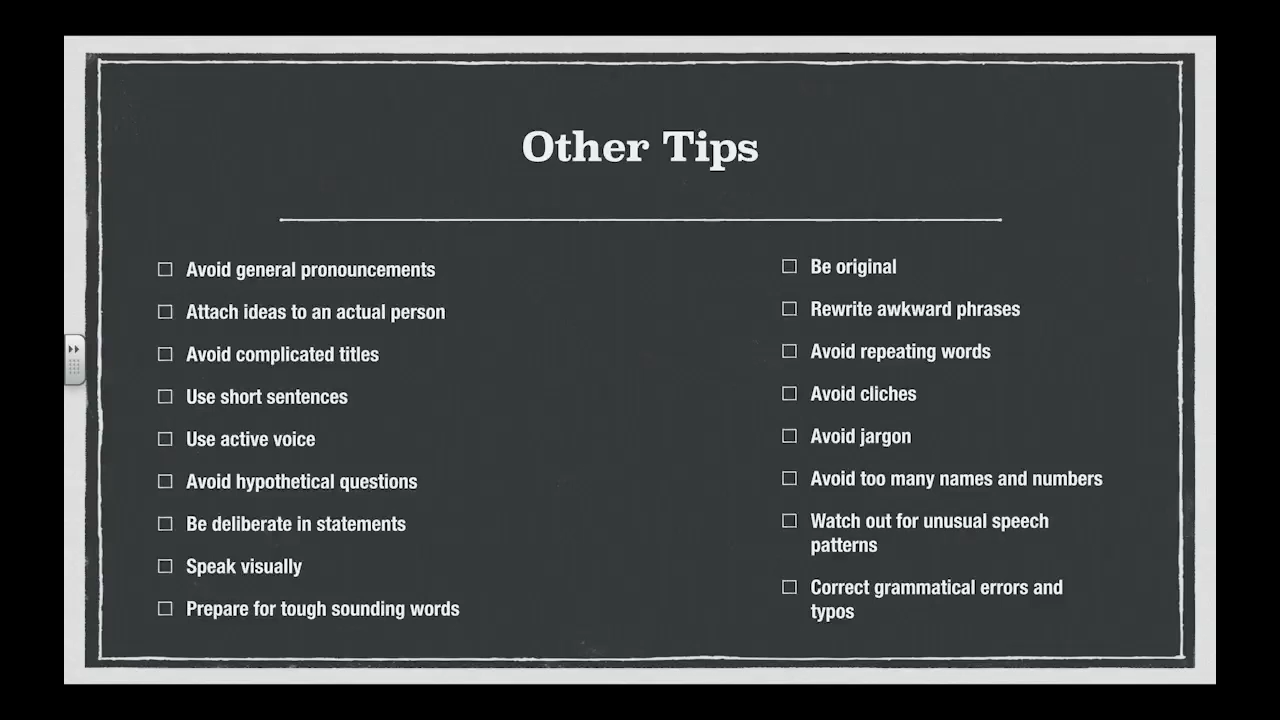 Other Tips
Avoid general pronouncements
Attach ideas to an actual person
Avoid complicated titles
Use short sentences
Use active voice
Avoid hypothetical questions
Be deliberate in statements
Speak visually
Prepare for tough sounding words
Be original
Rewrite awkward phrases
Avoid repeating words
Avoid cliches
Avoid jargon
Avoid too many names and numbers
Watch out for unusual speech
patterns
Correct grammatical errors and
typos